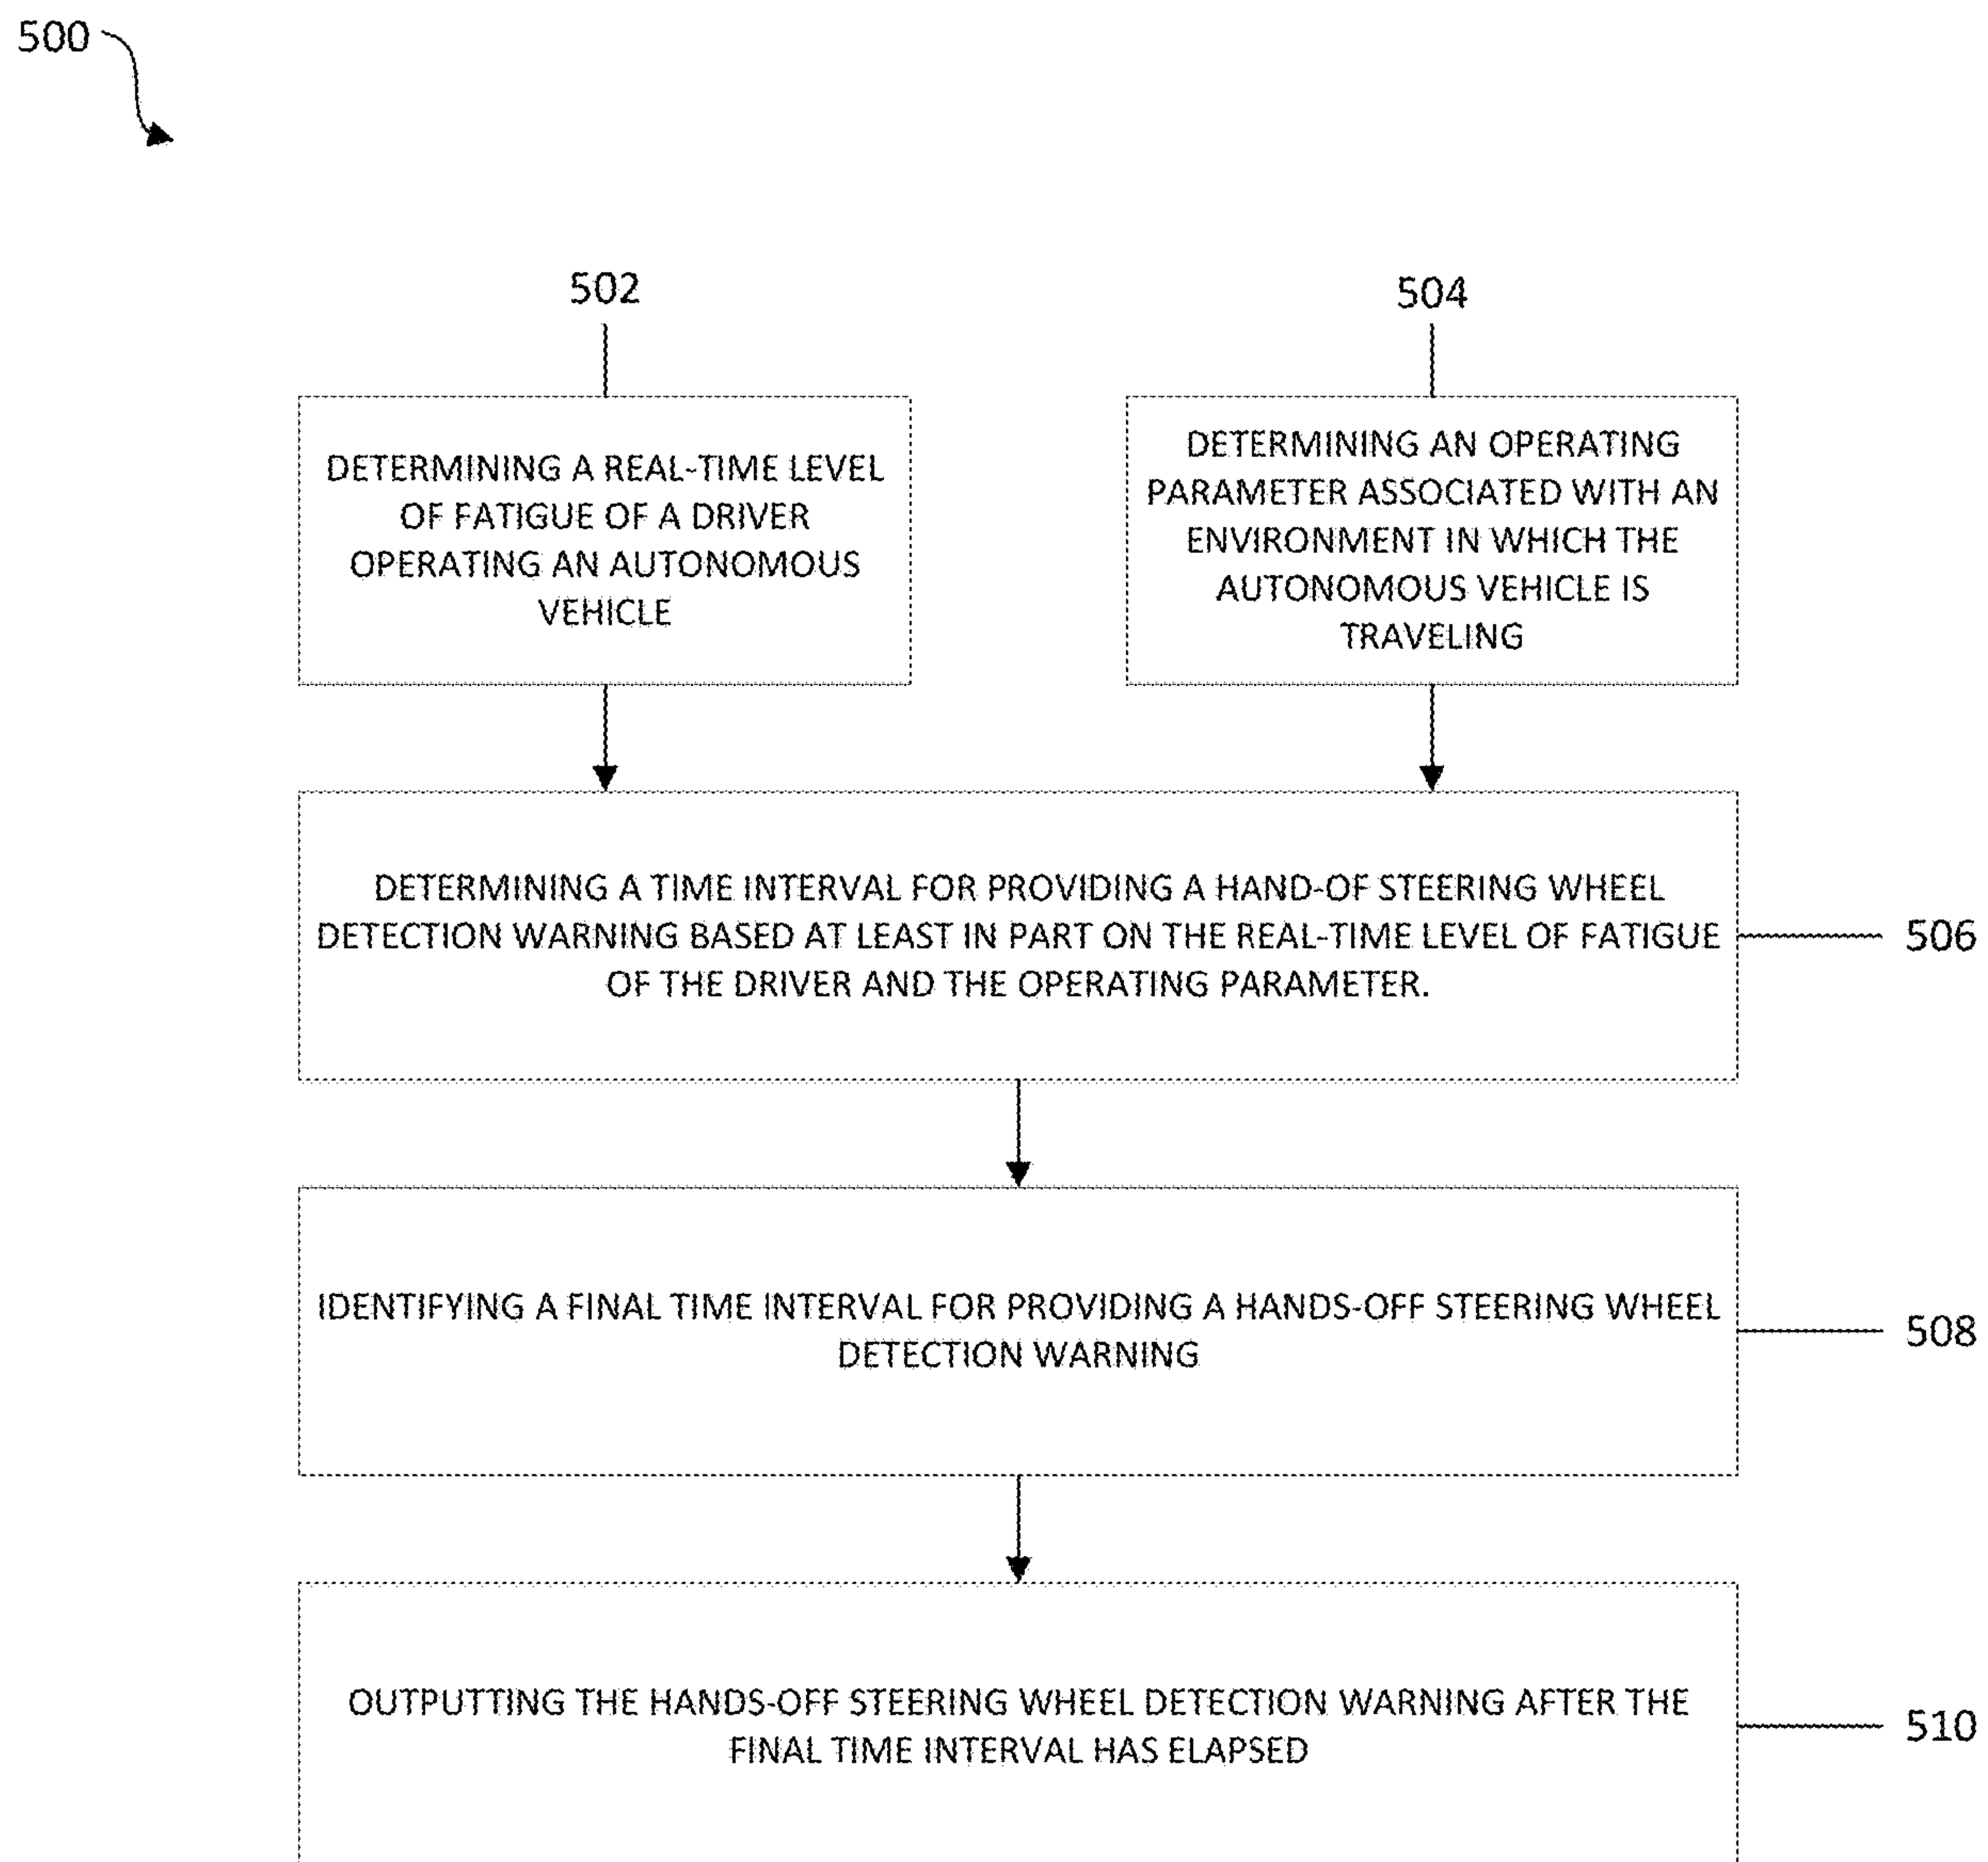 500
502
504
DETERMINING A REAL-TIME LEVEL
OF FATIGUE OF A DRIVER
OPERATING AN AUTONOMOUS
VEHICLE
DETERMINING AN OPERATING
PARAMETER ASSOCIATED WITH AN
ENVIRONMENT IN WHICH THE
AUTONOMOUS VEHICLE IS
TRAVELING
DETERMINING A TIME INTERVAL FOR PROVIDING A HAND-OF STEERING WHEEL
DETECTION WARNING BASED AT LEAST IN PART ON THE REAL-TIME LEVEL OF FATIGUE
OF THE DRIVER AND THE OPERATING PARAMETER.
506
IDENTIFYING A FINAL TIME INTERVAL FOR PROVIDING A HANDS-OFF STEERING WHEEL
DETECTION WARNING
508
OUTPUTTING THE HANDS-OFF STEERING WHEEL DETECTION WARNING AFTER THE
FINAL TIME INTERVAL HAS ELAPSED
510